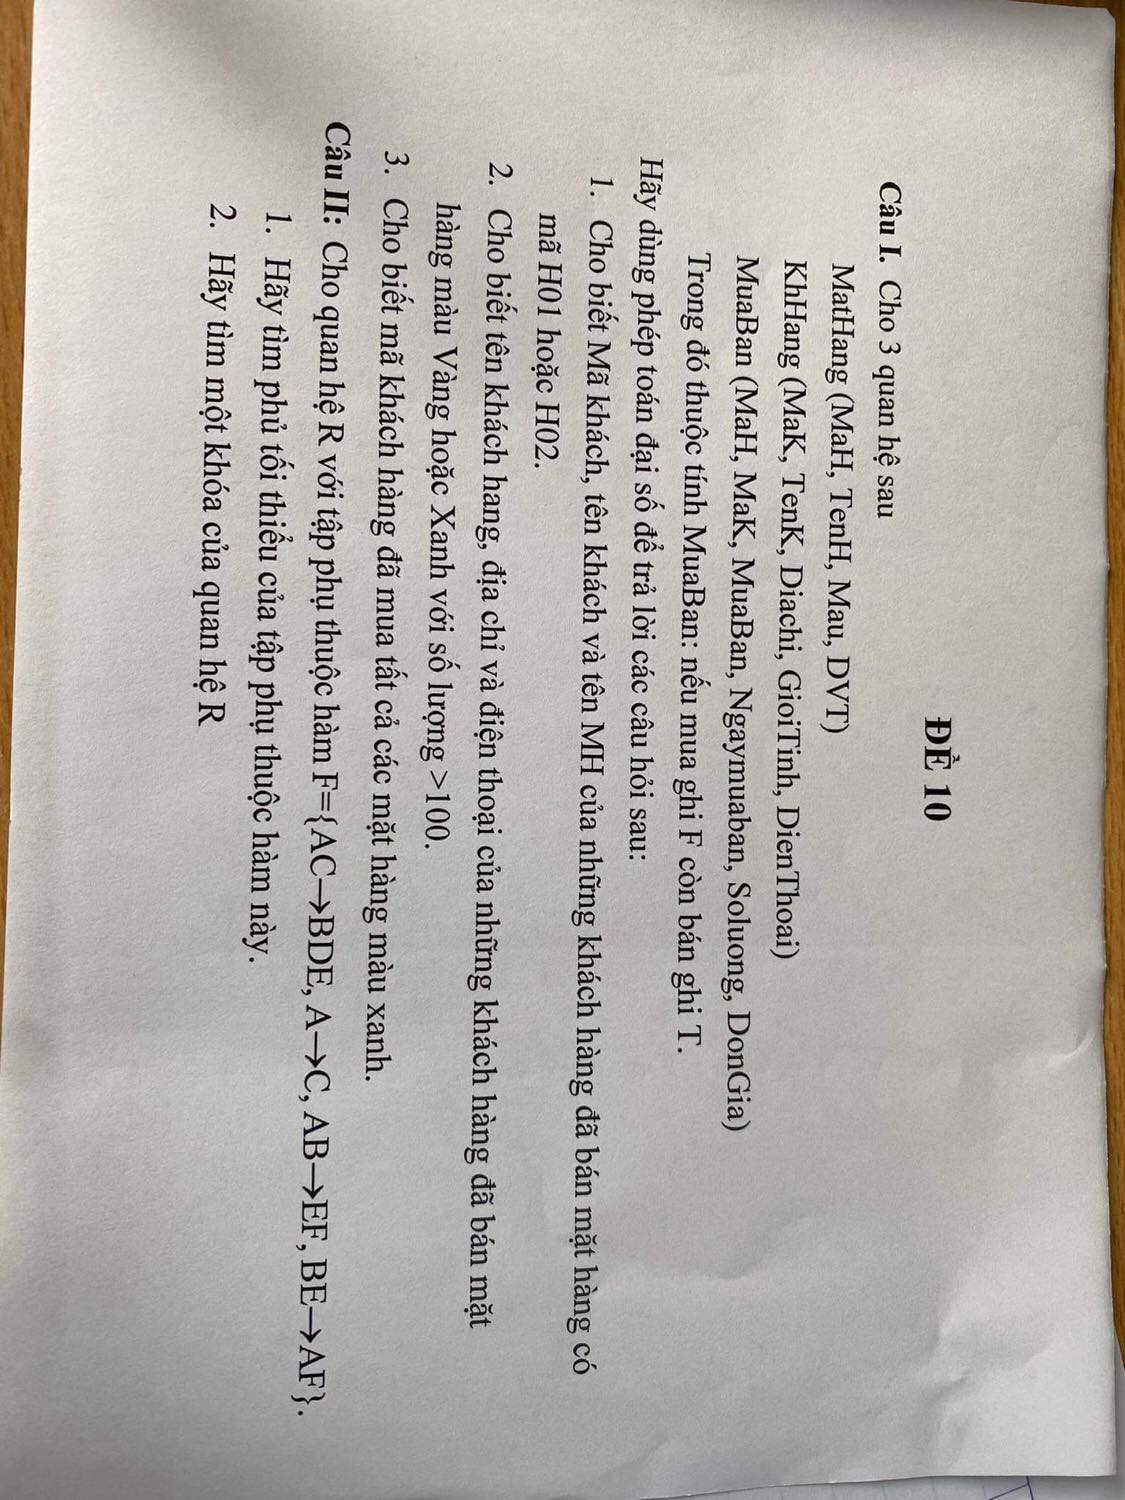 ĐỀ 10
Câu I. Cho 3 quan hệ sau
MatHang (MaH, TenH, Mau, DVT)
KhHang (MaK, TenK, Diachi, GioiTinh, DienThoai)
MuaBan (MaH, MaK, MuaBan, Ngaymuaban, Soluong, DonGia)
Trong đó thuộc tính MuaBan: nếu mua ghi F còn bán ghi T.
Hãy dùng phép toán đại số để trả lời các câu hỏi sau:
1. Cho biết Mã khách, tên khách và tên MH của những khách hàng đã bán mặt hàng có
mã H01 hoặc H02.
2. Cho biết tên khách hang, địa chỉ và điện thoại của những khách hàng đã bán mặt
hàng màu Vàng hoặc Xanh với số lượng >100.
3. Cho biết mã khách hàng đã mua tất cả các mặt hàng màu xanh.
Câu II: Cho quan hệ R với tập phụ thuộc hàm F={AC→BDE, A→C, AB→EF, BE→AF}.
1. Hãy tìm phủ tối thiểu của tập phụ thuộc hàm này.
2. Hãy tìm một khóa của quan hệ R